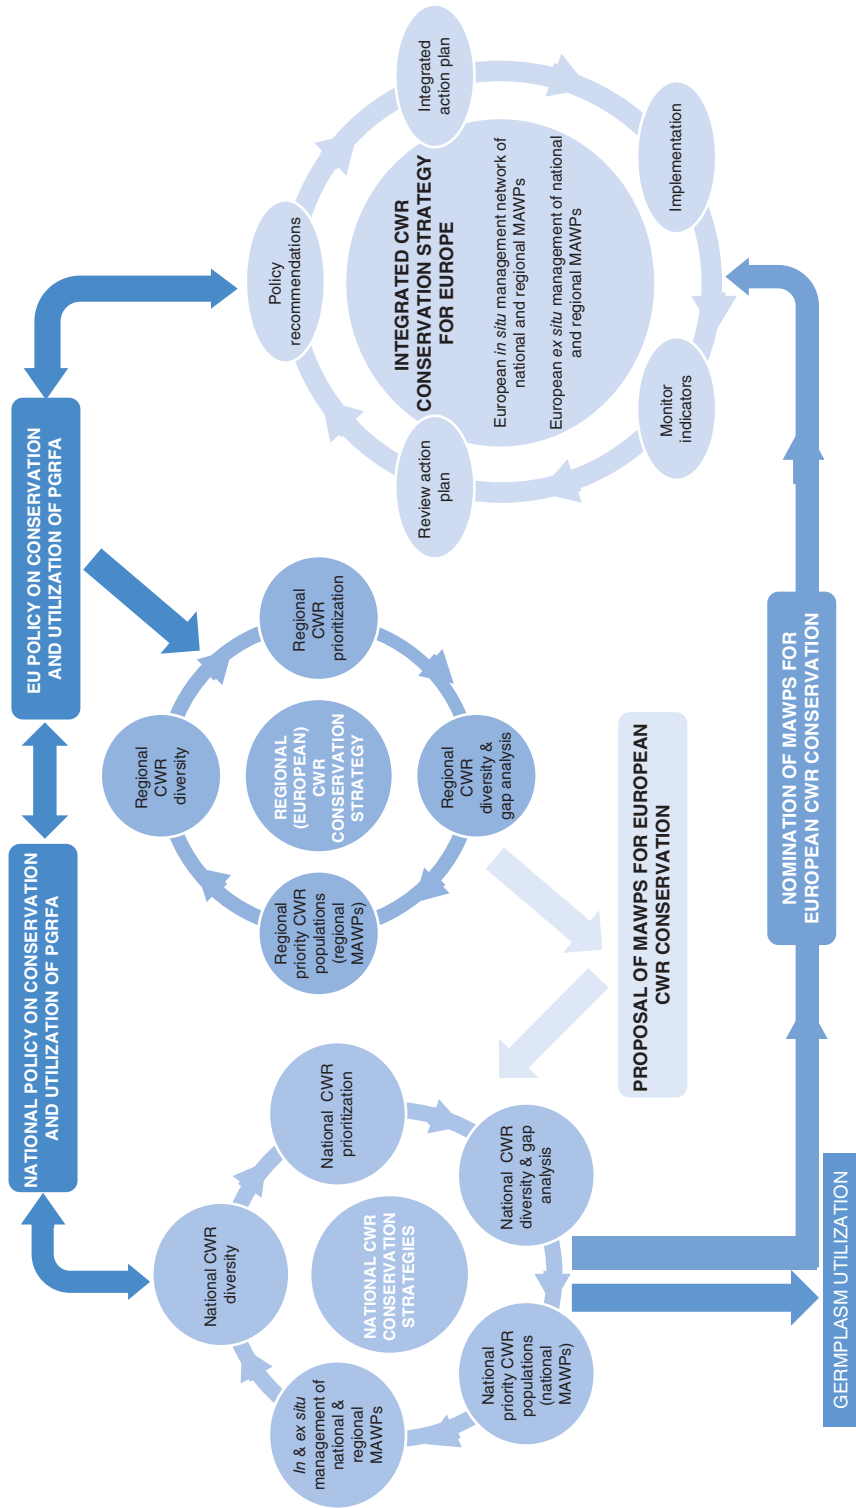 NATIONAL POLICY ON CONSERVATION
AND UTILIZATION OF PGRFA
EU POLICY ON CONSERVATION
AND UTILIZATION OF PGRFA
National CWR
diversity
National CWR
prioritization
National CWR
diversity & gap
analysis
National
priority CWR
populations
(national
MAWPs)
In & ex situ
management of
national &
regional
MAWPs
NATIONAL CWR
CONSERVATION
STRATEGIES
Regional
CWR
diversity
Regional
CWR
prioritization
Regional
CWR
diversity &
gap analysis
Regional
priority CWR
populations
(regional
MAWPs)
REGIONAL
(EUROPEAN)
CWR
CONSERVATION
STRATEGY
Policy
recommendations
Integrated
action plan
Implementation
Monitor
indicators
Review action
plan
INTEGRATED CWR
CONSERVATION STRATEGY
FOR EUROPE
European in situ management network of
national and regional MAWPs
European ex situ management of national
and regional MAWPs
PROPOSAL OF MAWPS FOR EUROPEAN
CWR CONSERVATION
NOMINATION OF MAWPS FOR
EUROPEAN CWR CONSERVATION
GERMPLASM UTILIZATION